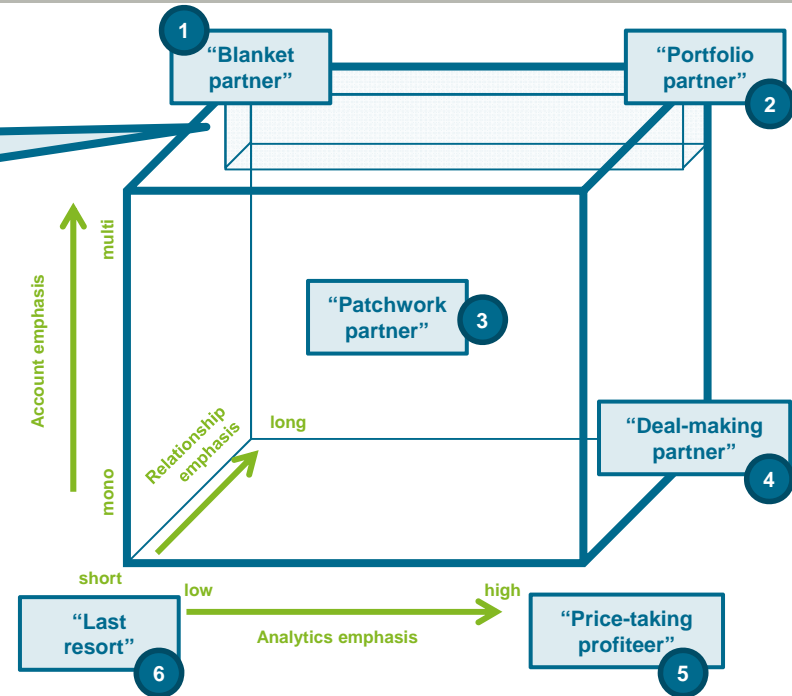 1
“Blanket
partner”
“Portfolio
partner”
2
multi
Account emphasis
“Patchwork
partner”
3
Relationship
emphasis
long
“Deal-making
partner”
4
mono
short
low
high
“Last
resort”
Analytics emphasis
“Price-taking
profiteer”
6
5